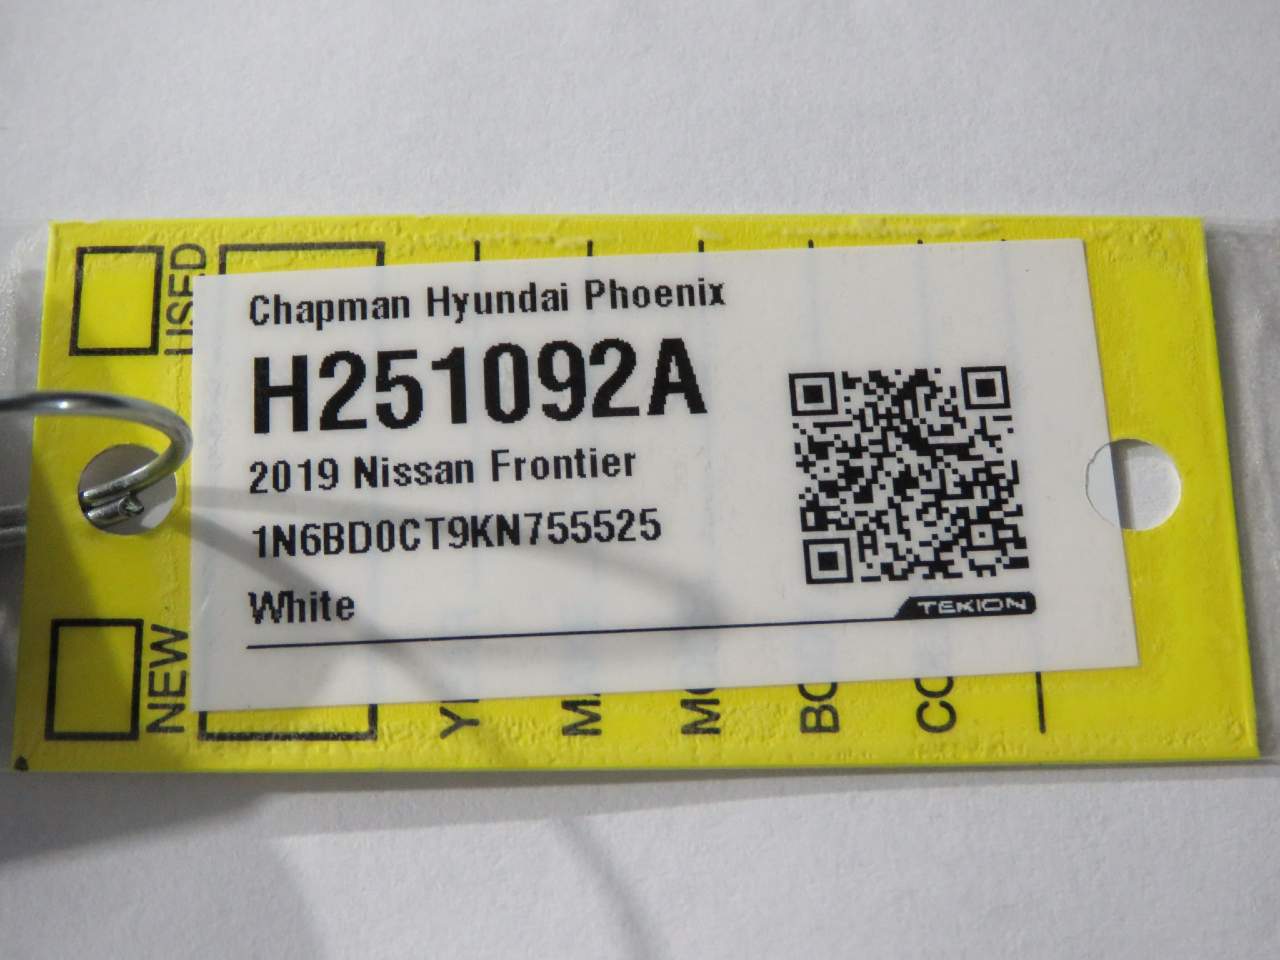 Chapman Hyundai Phoenix
H251092A
2019 Nissan Frontier
1N6BD0CT9KN755525
White
TEKION
USED
NEW